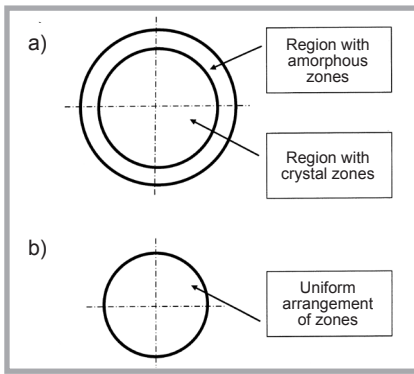 a)
Region with
amorphous
zones
Region with
crystal zones
b)
Uniform
arrangement
of zones